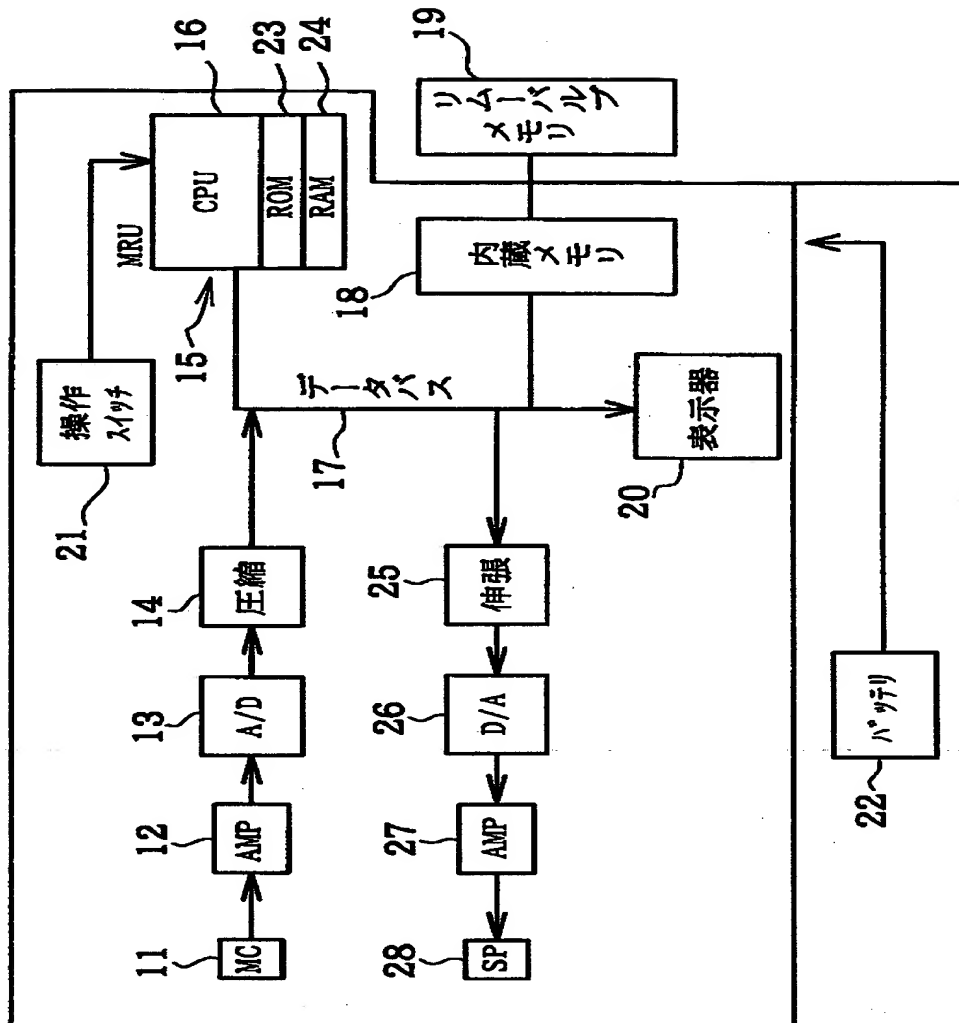 操作
スイッチ
21
MRU
CPU
16
ROM
23
RAM
24
15
11
MC
12
AMP
13
A/D
14
圧縮
データバス
17
18
内蔵メモリ
19
リムーバルブ
メモリ
28
SP
27
AMP
26
D/A
25
伸張
20
表示器
22
バッテリ